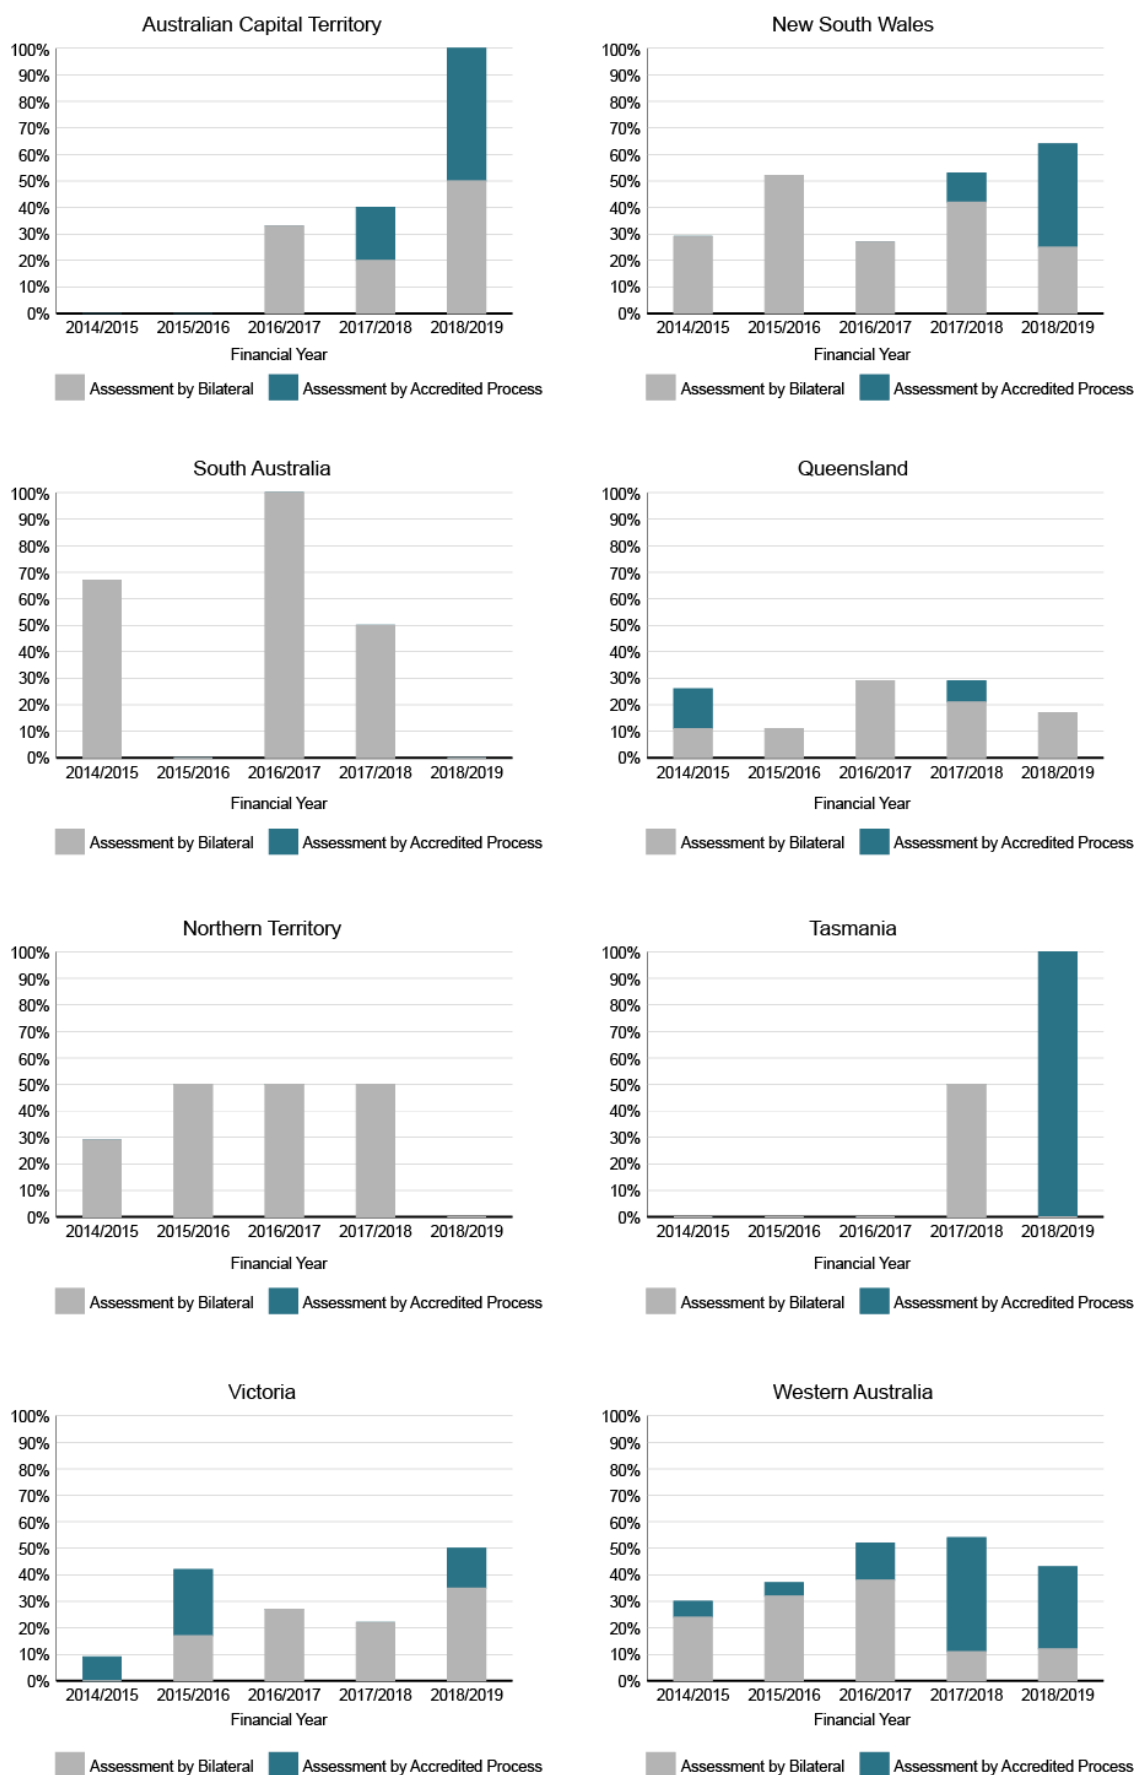 Australian Capital Territory
100%
90%
80%
70%
60%
50%
40%
30%
20%
10%
0%
2014/2015 2015/2016 2016/2017 2017/2018 2018/2019
Financial Year
Assessment by Bilateral Assessment by Accredited Process
New South Wales
100%
90%
80%
70%
60%
50%
40%
30%
20%
10%
0%
2014/2015 2015/2016 2016/2017 2017/2018 2018/2019
Financial Year
Assessment by Bilateral Assessment by Accredited Process
South Australia
100%
90%
80%
70%
60%
50%
40%
30%
20%
10%
0%
2014/2015 2015/2016 2016/2017 2017/2018 2018/2019
Financial Year
Assessment by Bilateral Assessment by Accredited Process
Queensland
100%
90%
80%
70%
60%
50%
40%
30%
20%
10%
0%
2014/2015 2015/2016 2016/2017 2017/2018 2018/2019
Financial Year
Assessment by Bilateral Assessment by Accredited Process
Northern Territory
100%
90%
80%
70%
60%
50%
40%
30%
20%
10%
0%
2014/2015 2015/2016 2016/2017 2017/2018 2018/2019
Financial Year
Assessment by Bilateral Assessment by Accredited Process
Tasmania
100%
90%
80%
70%
60%
50%
40%
30%
20%
10%
0%
2014/2015 2015/2016 2016/2017 2017/2018 2018/2019
Financial Year
Assessment by Bilateral Assessment by Accredited Process
Victoria
100%
90%
80%
70%
60%
50%
40%
30%
20%
10%
0%
2014/2015 2015/2016 2016/2017 2017/2018 2018/2019
Financial Year
Assessment by Bilateral Assessment by Accredited Process
Western Australia
100%
90%
80%
70%
60%
50%
40%
30%
20%
10%
0%
2014/2015 2015/2016 2016/2017 2017/2018 2018/2019
Financial Year
Assessment by Bilateral Assessment by Accredited Process